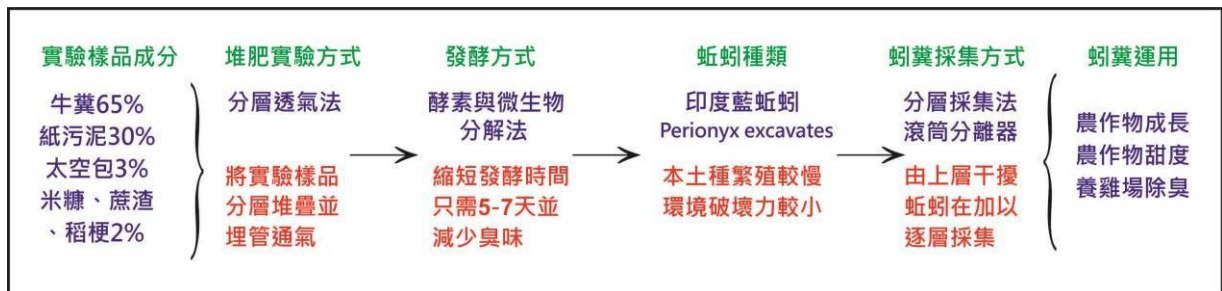 實驗樣品成分
牛糞65%
紙污泥30%
太空包3%
米糠、蔗渣
、稻梗2%
堆肥實驗方式
分層透氣法
將實驗樣品
分層堆疊並
埋管通氣
發酵方式
酵素與微生物
分解法
縮短發酵時間
只需5-7天並
減少臭味
蚯蚓種類
印度藍蚯蚓
Perionyx excavates
本土種繁殖較慢
環境破壞力較小
蚓糞採集方式
分層採集法
滾筒分離器
由上層干擾
蚯蚓在加以
逐層採集
蚓糞運用
農作物成長
農作物甜度
養雞場除臭